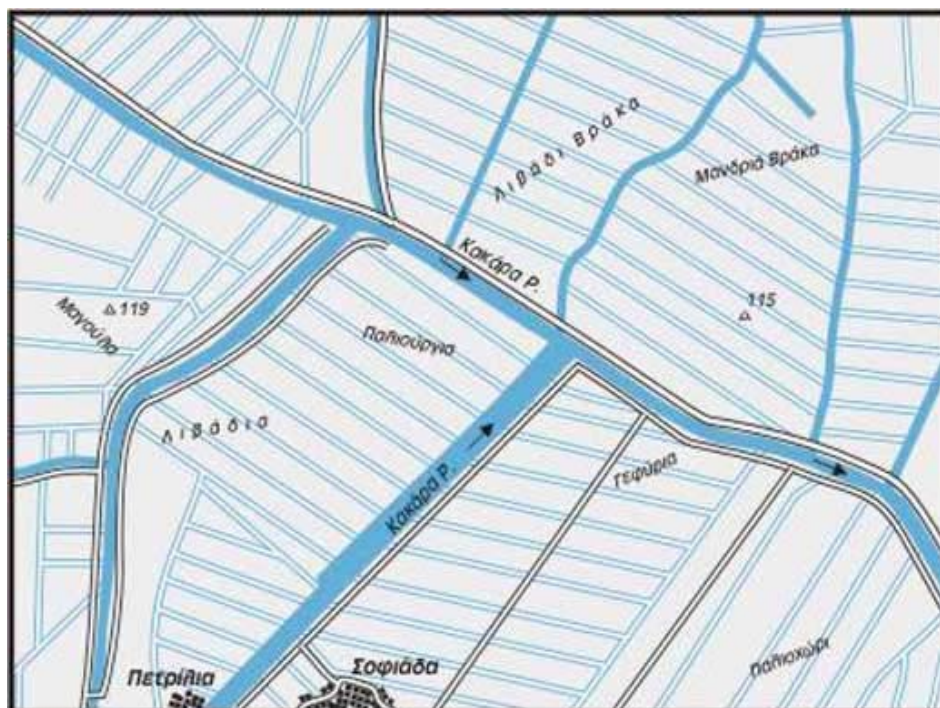 Λιβάδι Βράκα
Μανδριά Βράκα
Κακάρα Ρ.
115
119
Μαγούλα
Παλιούργια
Λιβάδια
Κακάρα Ρ.
Γεφύρια
Παλιοχώρι
Σοφιάδα
Πετρίλια